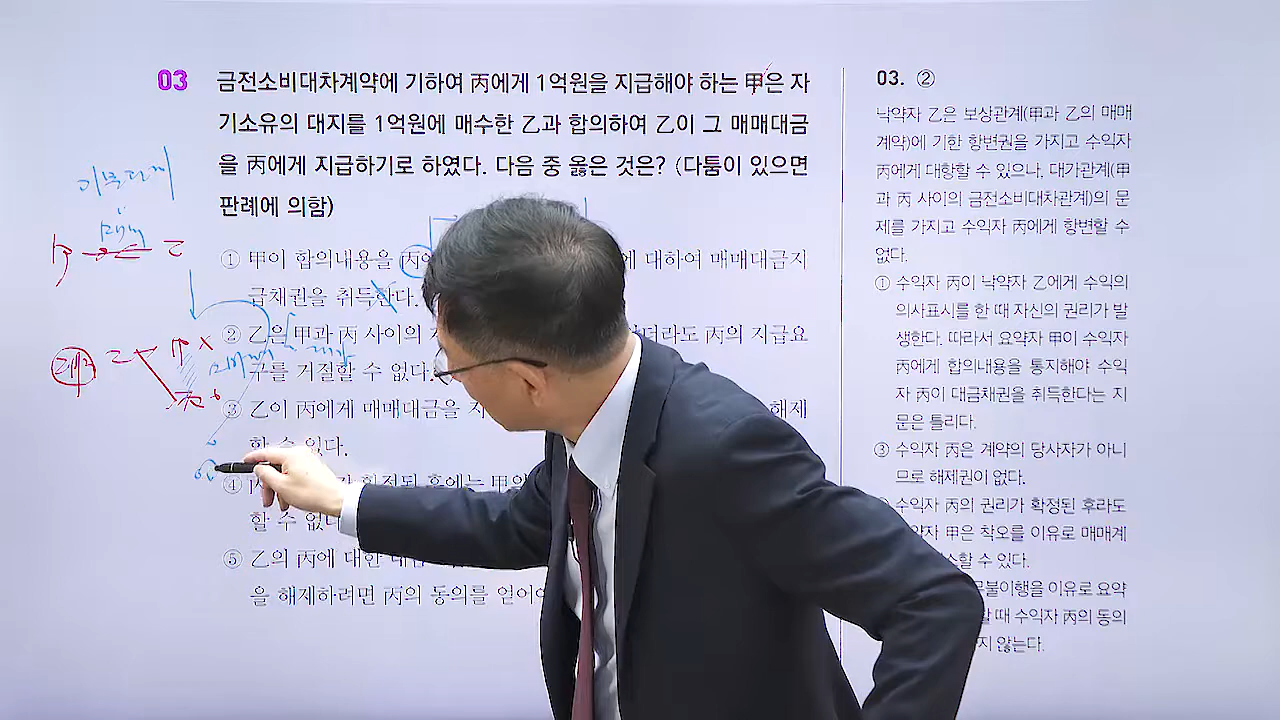 03 금전소비대차계약에 기하여 丙에게 1억원을 지급해야 하는 甲은 자
기소유의 대지를 1억원에 매수한 乙과 합의하여 乙이 그 매매대금
을 丙에게 지급하기로 하였다. 다음 중 옳은 것은? (다툼이 있으면
판례에 의함)
① 甲이 합의내용을 丙에 대하여 매매대금지
급채권을 취득한다.
② 乙은 甲과 丙 사이의 더라도 丙의 지급요
구를 거절할 수 없다.
③ 乙이 丙에게 매매대금을 해제
할 수 있다.
④ 확정된 후에는 甲의
할 수 없다
⑤ 乙의 丙에 대한
을 해제하려면 丙의 동의를 얻어야
乙
乙
丙
03. ②
낙약자 乙은 보상관계(甲과 乙의 매매
계약)에 기한 항변권을 가지고 수익자
丙에게 대항할 수 있으나, 대가관계(甲
과 丙 사이의 금전소비대차관계)의 문
제를 가지고 수익자 丙에게 항변할 수
없다.
① 수익자 丙이 낙약자 乙에게 수익의
의사표시를 한 때 자신의 권리가 발
생한다. 따라서 요약자 甲이 수익자
丙에게 합의내용을 통지해야 수익
자 丙이 대금채권을 취득한다는 지
문은 틀리다.
③ 수익자 丙은 계약의 당사자가 아니
므로 해제권이 없다.
수익자 丙의 권리가 확정된 후라도
약자 甲은 착오를 이유로 매매계
소할 수 있다.
무불이행을 이유로 요약
할 때 수익자 丙의 동의
지 않는다.